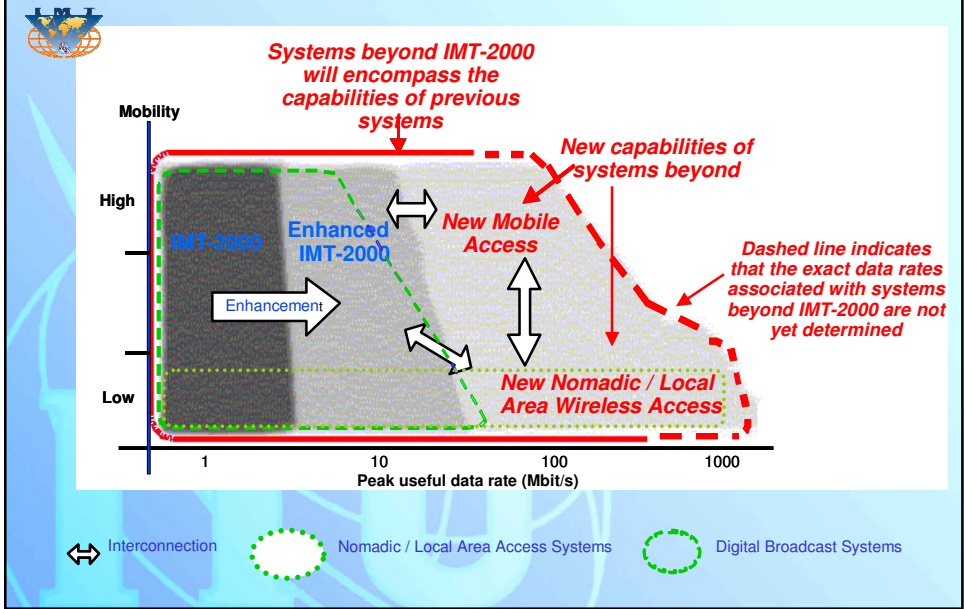 I M T
Systems beyond IMT-2000
will encompass the
capabilities of previous
systems
Mobility
New capabilities of
systems beyond
High
IMT-2000
Enhanced
IMT-2000
New Mobile
Access
Dashed line indicates
that the exact data rates
associated with systems
beyond IMT-2000 are not
yet determined
Enhancement
Low
New Nomadic / Local
Area Wireless Access
1
10
100
1000
Peak useful data rate (Mbit/s)
Interconnection
Nomadic / Local Area Access Systems
Digital Broadcast Systems